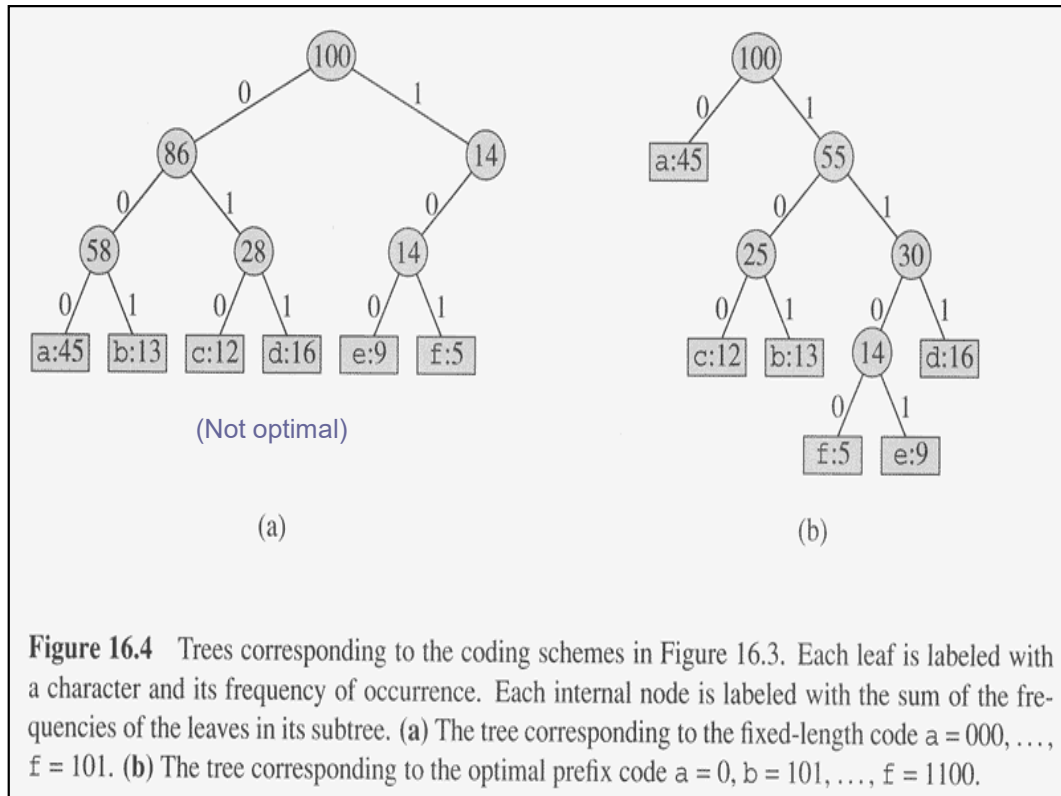 100
0 1
86 14
0 1 0
58 28 14
0 1 0 1 0 1
a:45 b:13 c:12 d:16 e:9 f:5
(Not optimal)
(a)
100
0 1
a:45 55
0 1
25 30
0 1 0 1
c:12 b:13 14 d:16
0 1
f:5 e:9
(b)
Figure 16.4 Trees corresponding to the coding schemes in Figure 16.3. Each leaf is labeled with
a character and its frequency of occurrence. Each internal node is labeled with the sum of the fre-
quencies of the leaves in its subtree. (a) The tree corresponding to the fixed-length code a = 000, ...,
f = 101. (b) The tree corresponding to the optimal prefix code a = 0, b = 101, ..., f = 1100.